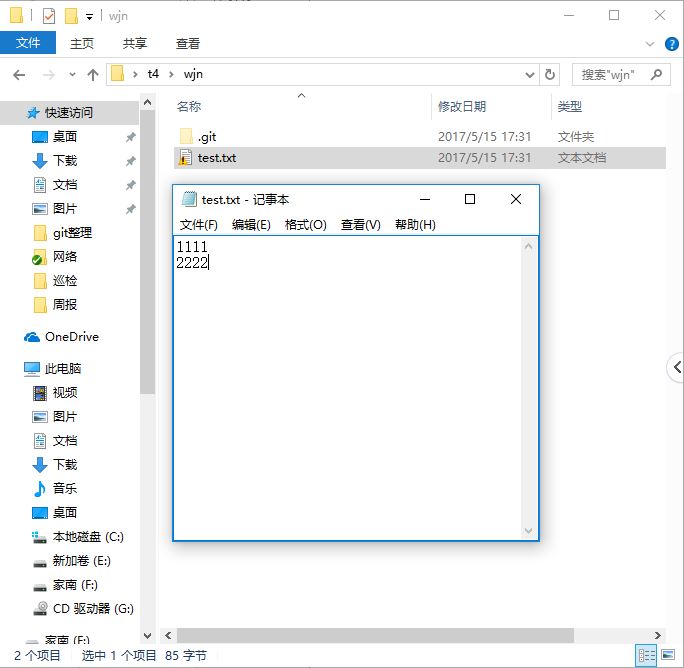 wjn
文件 主页 共享 查看
t4 wjn 搜索"wjn"
名称 修改日期 类型
.git 2017/5/15 17:31 文件夹
test.txt 2017/5/15 17:31 文本文档
快速访问
桌面
下载
文档
图片
git整理
网络
巡检
周报
OneDrive
此电脑
视频
图片
文档
下载
音乐
桌面
本地磁盘 (C:)
新加卷 (E:)
家南 (F:)
CD 驱动器 (G:)
家南 (F:)
test.txt - 记事本
文件(F) 编辑(E) 格式(O) 查看(V) 帮助(H)
1111
2222
2 个项目 选中 1 个项目 85 字节